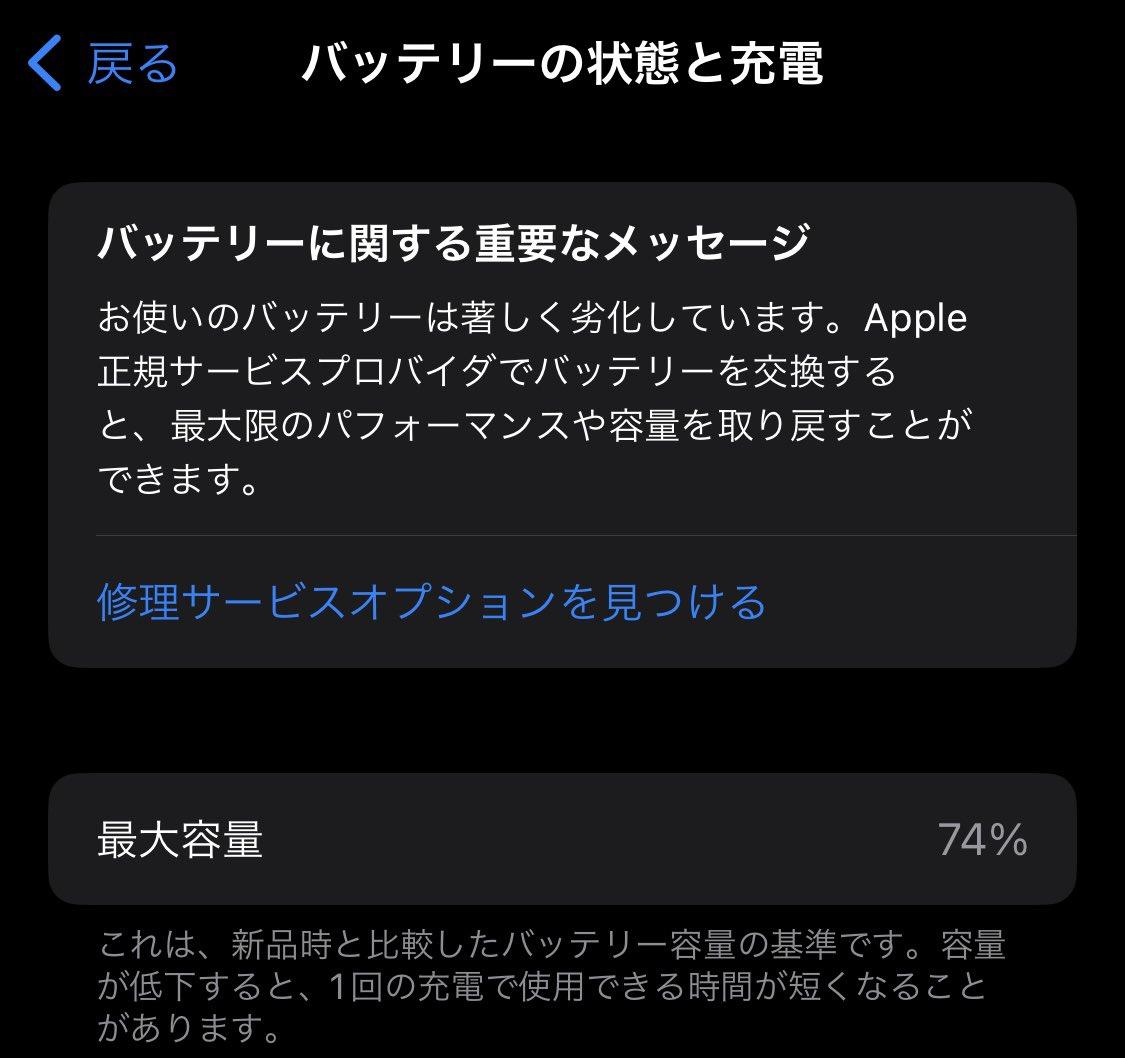 戻る
バッテリーの状態と充電
バッテリーに関する重要なメッセージ
お使いのバッテリーは著しく劣化しています。Apple
正規サービスプロバイダでバッテリーを交換する
と、最大限のパフォーマンスや容量を取り戻すことが
できます。
修理サービスオプションを見つける
最大容量
74%
これは、新品時と比較したバッテリー容量の基準です。容量
が低下すると、1回の充電で使用できる時間が短くなること
があります。